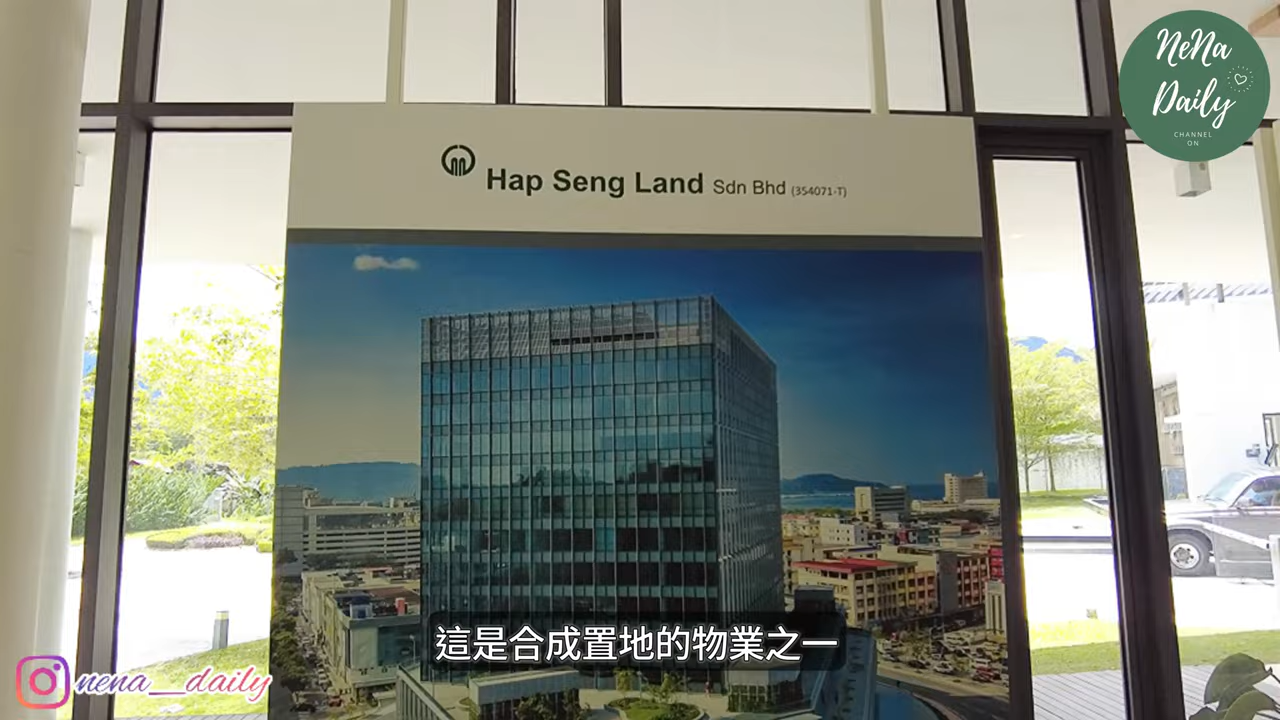 NeNa
Daily
CHANNEL
ON
Hap Seng Land Sdn Bhd (354071-T)
這是合成置地的物業之一
nena__daily